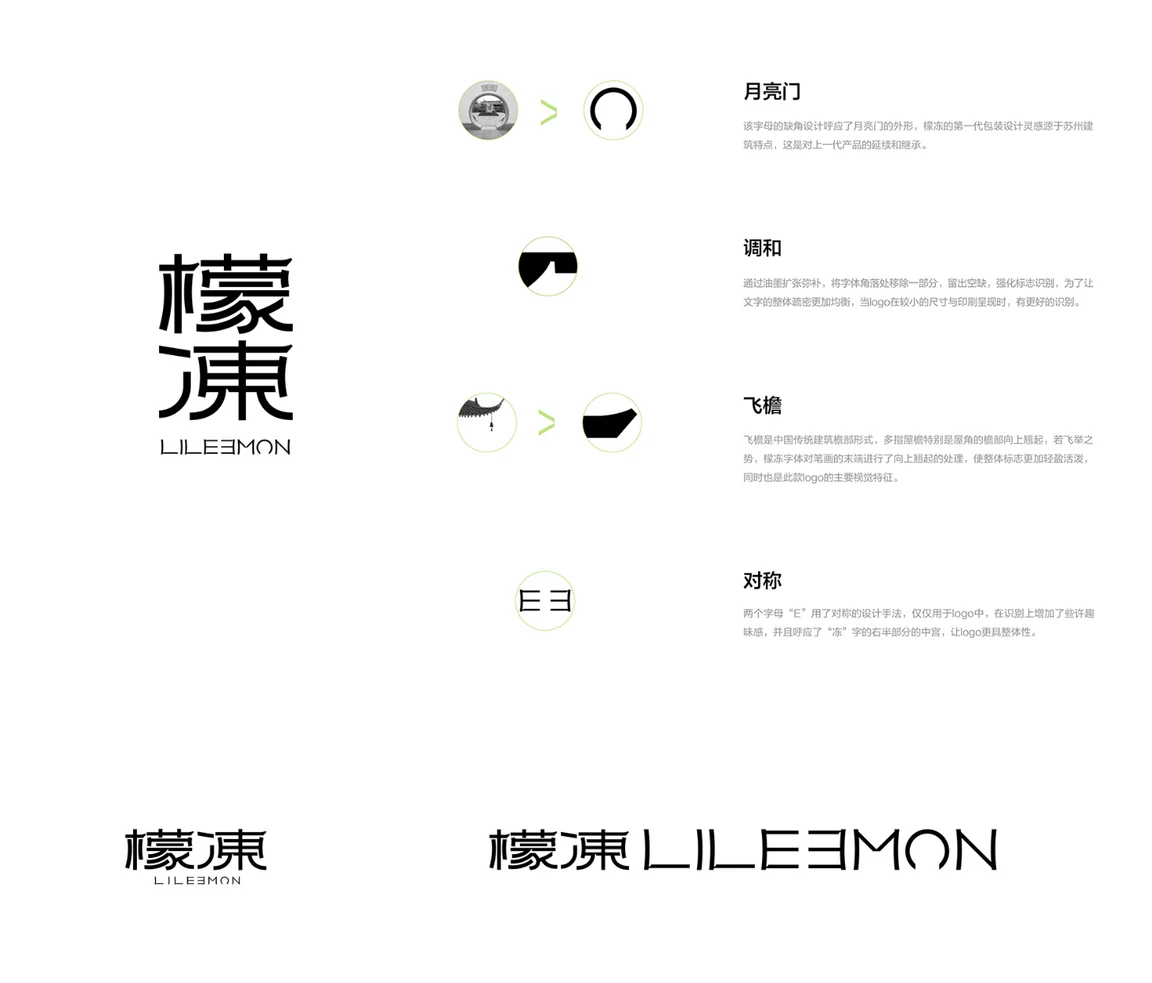 月亮门
该字母的缺角设计呼应了月亮门的外形，檬冻的第一代包装设计灵感源于苏州建
筑特点，这是对上一代产品的延续和继承。
调和
通过油墨扩张弥补，将字体角落处移除一部分，留出空缺，强化标志识别，为了让
文字的整体疏密更加均衡，当logo在较小的尺寸与印刷呈现时，有更好的识别。
檬
凍
LILEEMON
飞檐
飞檐是中国传统建筑檐部形式，多指屋檐特别是屋角的檐部向上翘起，若飞举之
势，檬冻字体对笔画的末端进行了向上翘起的处理，使整体标志更加轻盈活泼，
同时也是此款logo的主要视觉特征。
E E
对称
两个字母“E”用了对称的设计手法，仅仅用于logo中，在识别上增加了些许趣
味感，并且呼应了“冻”字的右半部分的中宫，让logo更具整体性。
檬凍
LILEEMON
檬凍 LILEEMON